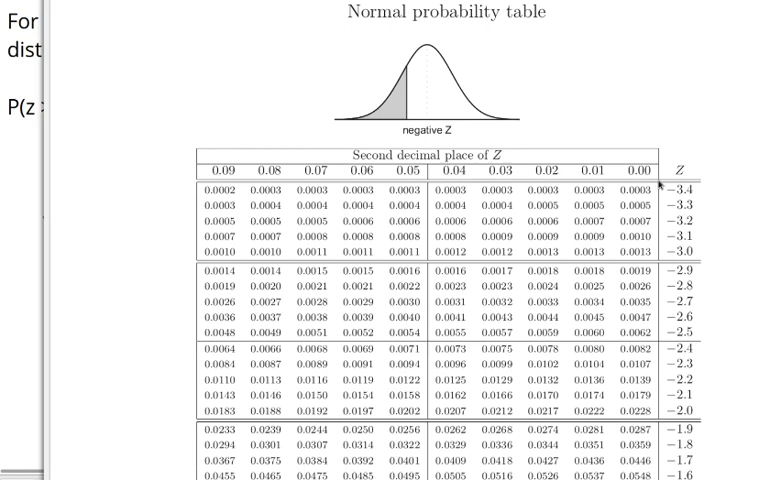 Normal probability table
For
dist
P(z
negative Z
Second decimal place of Z
0.09 0.08 0.07 0.06 0.05 0.04 0.03 0.02 0.01 0.00 Z
0.0002 0.0003 0.0003 0.0003 0.0003 0.0003 0.0003 0.0003 0.0003 0.0003 −3.4
0.0003 0.0004 0.0004 0.0004 0.0004 0.0004 0.0004 0.0005 0.0005 0.0005 −3.3
0.0005 0.0005 0.0005 0.0006 0.0006 0.0006 0.0006 0.0006 0.0007 0.0007 −3.2
0.0007 0.0007 0.0008 0.0008 0.0008 0.0008 0.0009 0.0009 0.0009 0.0010 −3.1
0.0010 0.0010 0.0011 0.0011 0.0011 0.0012 0.0012 0.0013 0.0013 0.0013 −3.0
0.0014 0.0014 0.0015 0.0015 0.0016 0.0016 0.0017 0.0018 0.0018 0.0019 −2.9
0.0019 0.0020 0.0021 0.0021 0.0022 0.0023 0.0023 0.0024 0.0025 0.0026 −2.8
0.0026 0.0027 0.0028 0.0029 0.0030 0.0031 0.0032 0.0033 0.0034 0.0035 −2.7
0.0036 0.0037 0.0038 0.0039 0.0040 0.0041 0.0043 0.0044 0.0045 0.0047 −2.6
0.0048 0.0049 0.0051 0.0052 0.0054 0.0055 0.0057 0.0059 0.0060 0.0062 −2.5
0.0064 0.0066 0.0068 0.0069 0.0071 0.0073 0.0075 0.0078 0.0080 0.0082 −2.4
0.0084 0.0087 0.0089 0.0091 0.0094 0.0096 0.0099 0.0102 0.0104 0.0107 −2.3
0.0110 0.0113 0.0116 0.0119 0.0122 0.0125 0.0129 0.0132 0.0136 0.0139 −2.2
0.0143 0.0146 0.0150 0.0154 0.0158 0.0162 0.0166 0.0170 0.0174 0.0179 −2.1
0.0183 0.0188 0.0192 0.0197 0.0202 0.0207 0.0212 0.0217 0.0222 0.0228 −2.0
0.0233 0.0239 0.0244 0.0250 0.0256 0.0262 0.0268 0.0274 0.0281 0.0287 −1.9
0.0294 0.0301 0.0307 0.0314 0.0322 0.0329 0.0336 0.0344 0.0351 0.0359 −1.8
0.0367 0.0375 0.0384 0.0392 0.0401 0.0409 0.0418 0.0427 0.0436 0.0446 −1.7
0.0455 0.0465 0.0475 0.0485 0.0495 0.0505 0.0516 0.0526 0.0537 0.0548 −1.6